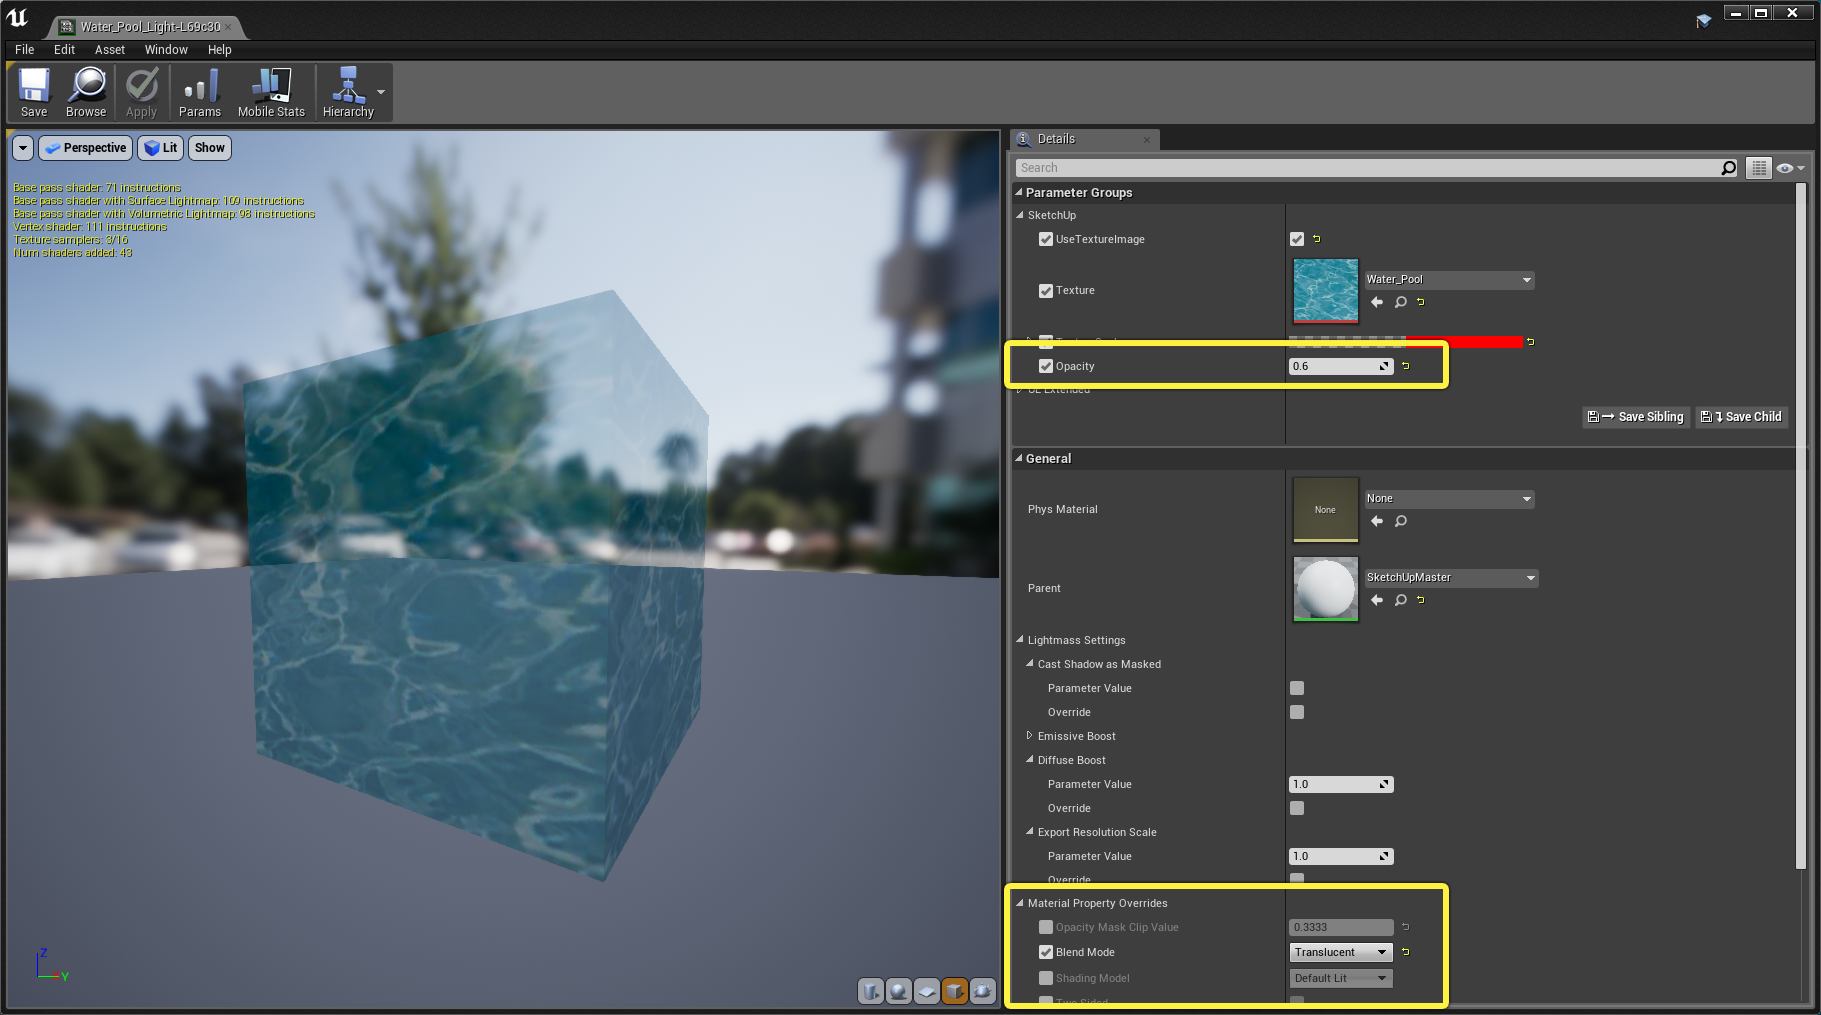 Water_Pool_Light-L69c30
File Edit Asset Window Help
Save Browse Apply Params Mobile Stats Hierarchy
Perspective Lit Show
Base pass shader: 71 instructions
Base pass shader with Surface Lightmap: 109 instructions
Base pass shader with Volumetric Lightmap: 98 instructions
Vertex shader: 111 instructions
Texture samplers: 3/16
Num shaders added: 43
Z
Y
Details
Search
Parameter Groups
SketchUp
UseTextureImage
Texture Water_Pool
Opacity 0.6
UE Extended
Save Sibling Save Child
General
Phys Material None None
Parent SketchUpMaster
Lightmass Settings
Cast Shadow as Masked
Parameter Value
Override
Emissive Boost
Diffuse Boost
Parameter Value 1.0
Override
Export Resolution Scale
Parameter Value 1.0
Override
Material Property Overrides
Opacity Mask Clip Value 0.3333
Blend Mode Translucent
Shading Model Default Lit
Two Sided